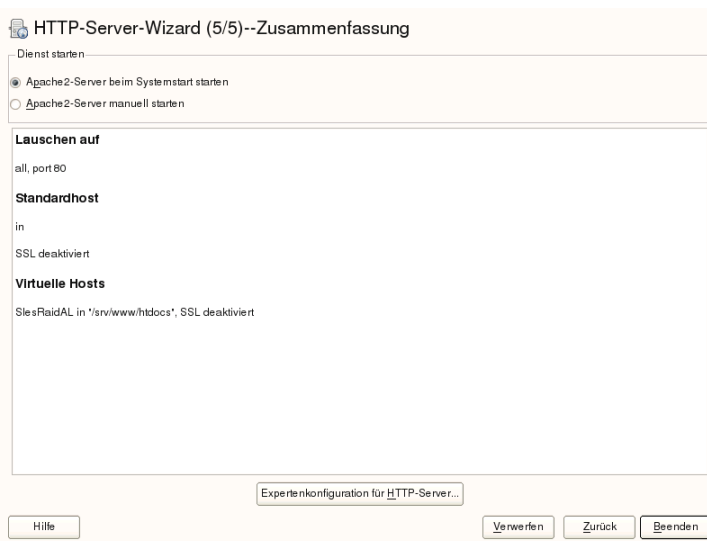 HTTP-Server-Wizard (5/5)--Zusammenfassung
Dienst starten
Apache2-Server beim Systemstart starten
Apache2-Server manuell starten
Lauschen auf
all, port 80
Standardhost
in
SSL deaktiviert
Virtuelle Hosts
SlesRaidAL in "/srv/www/htdocs", SSL deaktiviert
Expertenkonfiguration für HTTP-Server...
Hilfe
Verwerfen
Zurück
Beenden